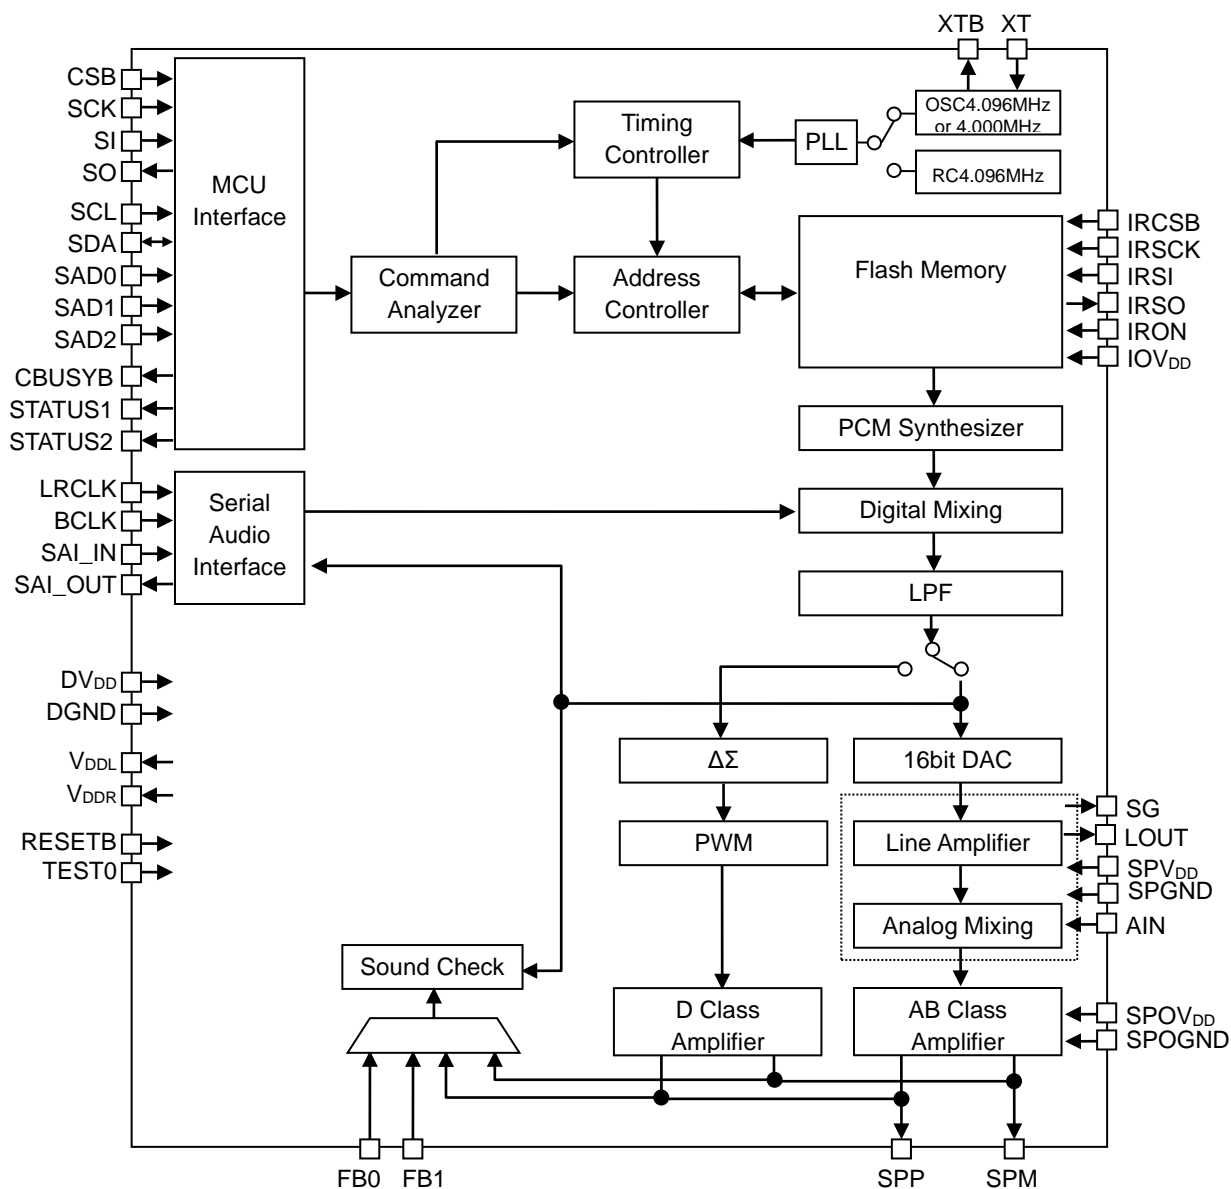 XTB
XT
CSB
SCK
SI
SO
SCL
SDA
SAD0
SAD1
SAD2
CBUSYB
STATUS1
STATUS2
MCU
Interface
Timing
Controller
PLL
OSC4.096MHz
or 4.000MHz
RC4.096MHz
Command
Analyzer
Address
Controller
Flash Memory
IRCSB
IRSCK
IRSI
IRSO
IRON
IOVDD
PCM Synthesizer
LRCLK
BCLK
SAI_IN
SAI_OUT
Serial
Audio
Interface
Digital Mixing
LPF
DVDD
DGND
VDDL
VDDR
RESETB
TEST0
ΔΣ
16bit DAC
PWM
Line Amplifier
Analog Mixing
SG
LOUT
SPVDD
SPGND
AIN
Sound Check
D Class
Amplifier
AB Class
Amplifier
SPOVDD
SPOGND
FB0
FB1
SPP
SPM